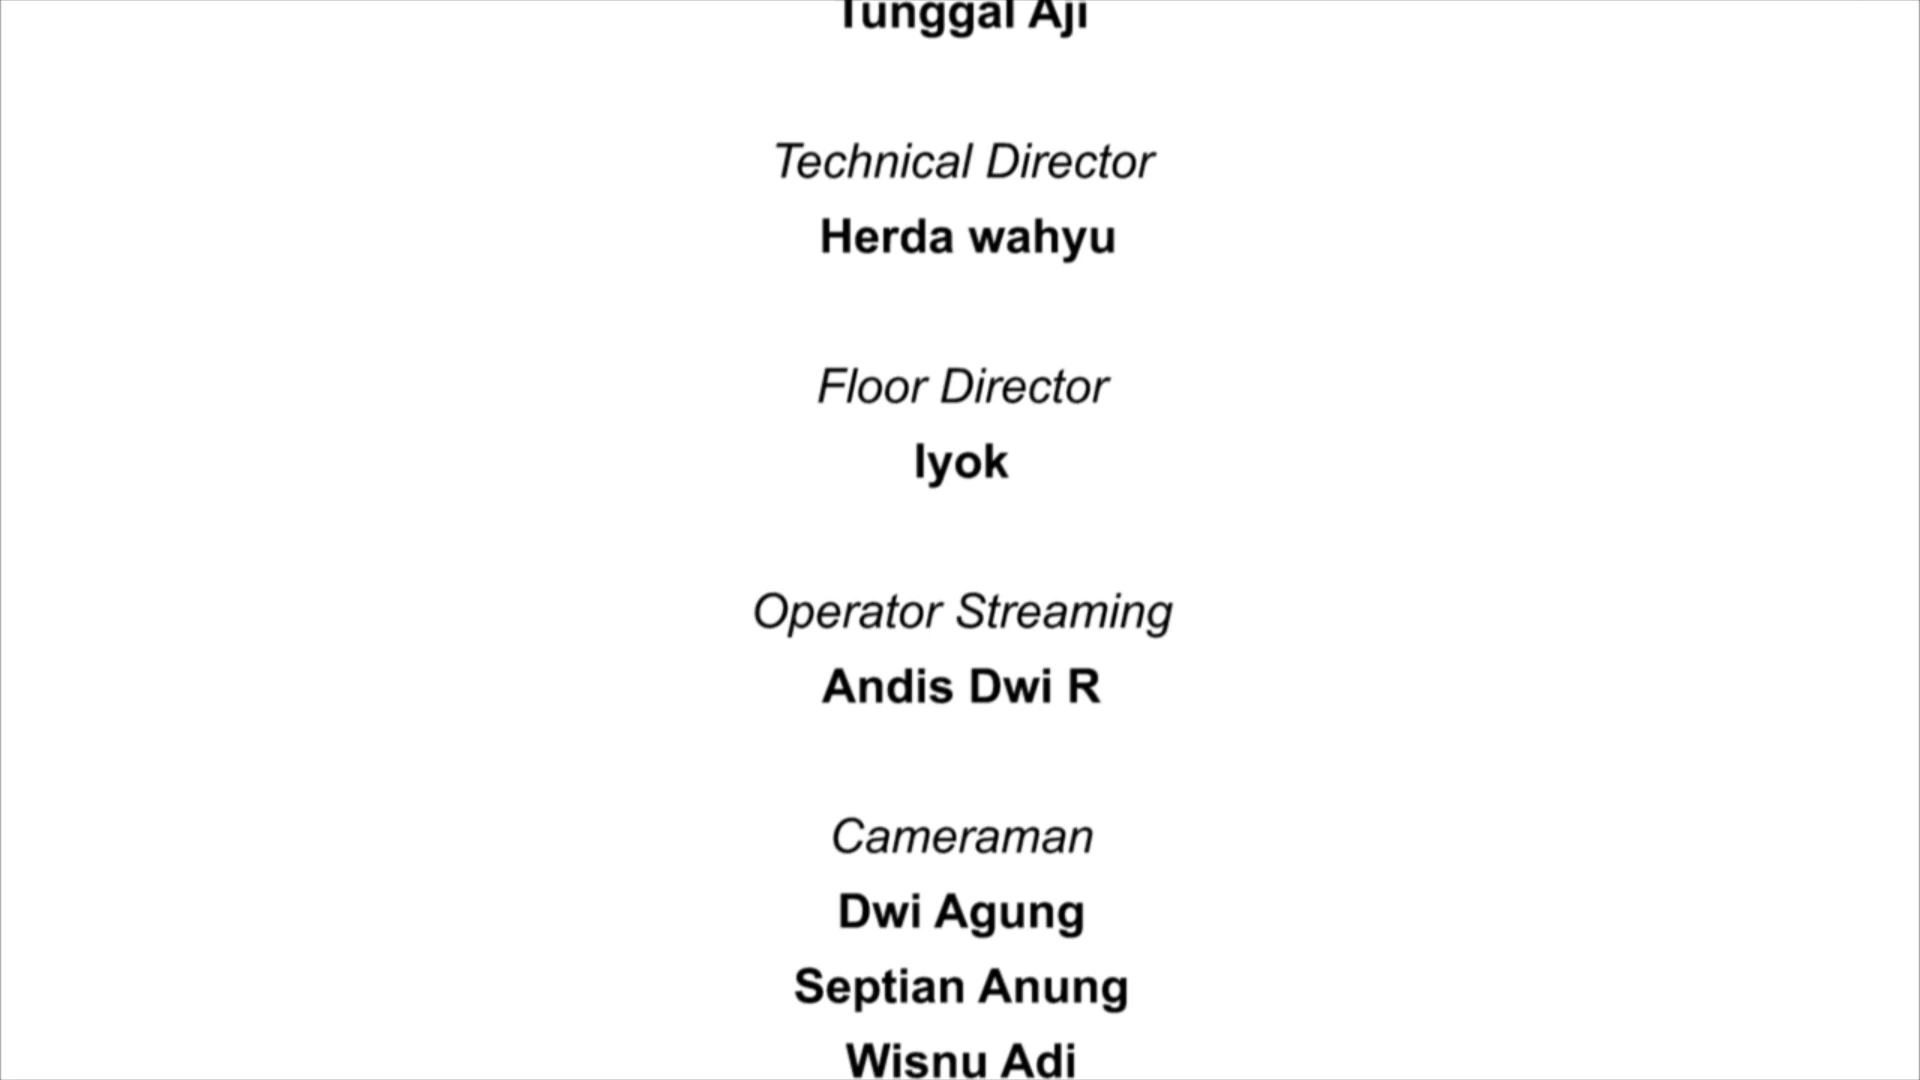 Tunggal Aji
Technical Director
Herda wahyu
Floor Director
Iyok
Operator Streaming
Andis Dwi R
Cameraman
Dwi Agung
Septian Anung
Wisnu Adi